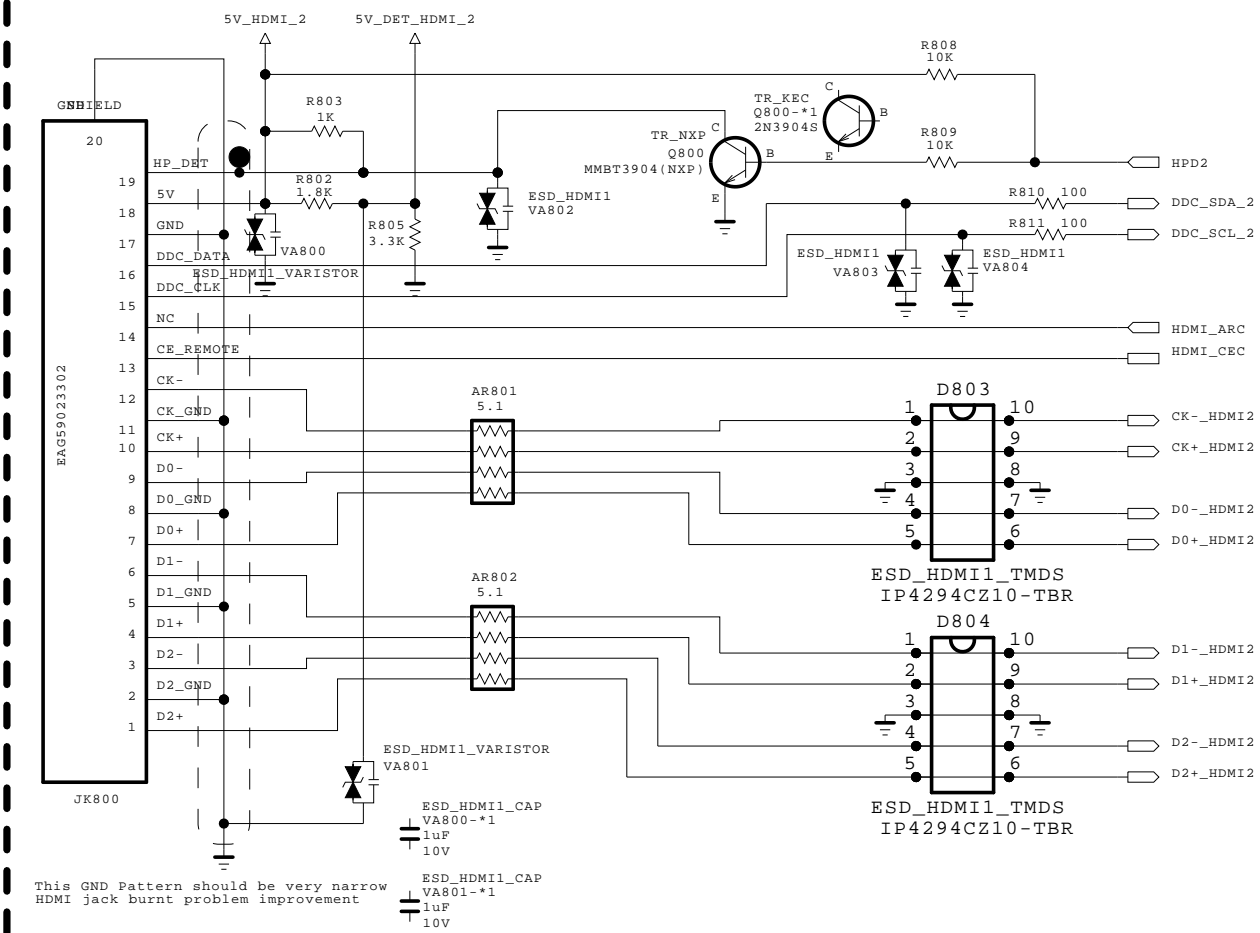 5V_HDMI_2
5V_DET_HDMI_2
R808
10K
SHIELD
20
R803
1K
TR_KEC
Q800-*1
2N3904S
C
B
E
TR_NXP
Q800
MMBT3904(NXP)
C
B
E
R809
10K
HP_DET
19
HPD2
5V
18
R802
1.8K
ESD_HDMI1
VA802
R810 100
DDC_SDA_2
GND
17
VA800
R805
3.3K
R811 100
DDC_SCL_2
DDC_DATA
16
ESD_HDMI1_VARISTOR
ESD_HDMI1
VA803
ESD_HDMI1
VA804
DDC_CLK
15
NC
14
HDMI_ARC
CE_REMOTE
13
HDMI_CEC
EAG59023302
CK-
12
CK_GND
11
CK+
10
D0-
9
D0_GND
8
D0+
7
D1-
6
D1_GND
5
D1+
4
D2-
3
D2_GND
2
D2+
1
AR801
5.1
D803
1
2
3
4
5
10
9
8
7
6
CK-_HDMI2
CK+_HDMI2
D0-_HDMI2
D0+_HDMI2
ESD_HDMI1_TMDS
IP4294CZ10-TBR
AR802
5.1
D804
1
2
3
4
5
10
9
8
7
6
D1-_HDMI2
D1+_HDMI2
D2-_HDMI2
D2+_HDMI2
ESD_HDMI1_TMDS
IP4294CZ10-TBR
JK800
ESD_HDMI1_VARISTOR
VA801
ESD_HDMI1_CAP
VA800-*1
1uF
10V
ESD_HDMI1_CAP
VA801-*1
1uF
10V
This GND Pattern should be very narrow
HDMI jack burnt problem improvement